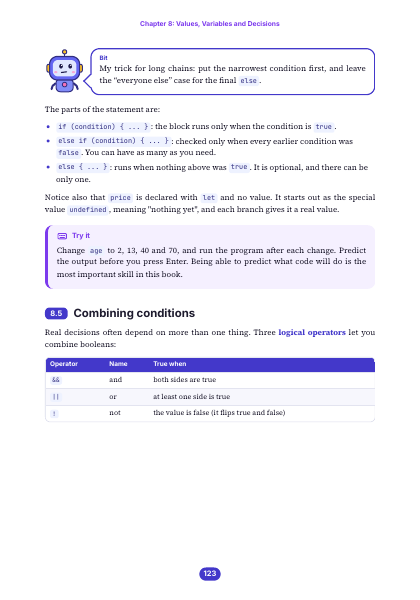 Chapter 8: Values, Variables and Decisions
Bit
My trick for long chains: put the narrowest condition first, and leave
the “everyone else” case for the final else.
The parts of the statement are:
• if (condition) { ... }: the block runs only when the condition is true.
• else if (condition) { ... }: checked only when every earlier condition was
false. You can have as many as you need.
• else { ... }: runs when nothing above was true. It is optional, and there can be
only one.
Notice also that price is declared with let and no value. It starts out as the special
value undefined, meaning "nothing yet", and each branch gives it a real value.
Try it
Change age to 2, 13, 40 and 70, and run the program after each change. Predict
the output before you press Enter. Being able to predict what code will do is the
most important skill in this book.
8.5 Combining conditions
Real decisions often depend on more than one thing. Three logical operators let you
combine booleans:
Operator Name True when
&& and both sides are true
|| or at least one side is true
! not the value is false (it flips true and false)
123